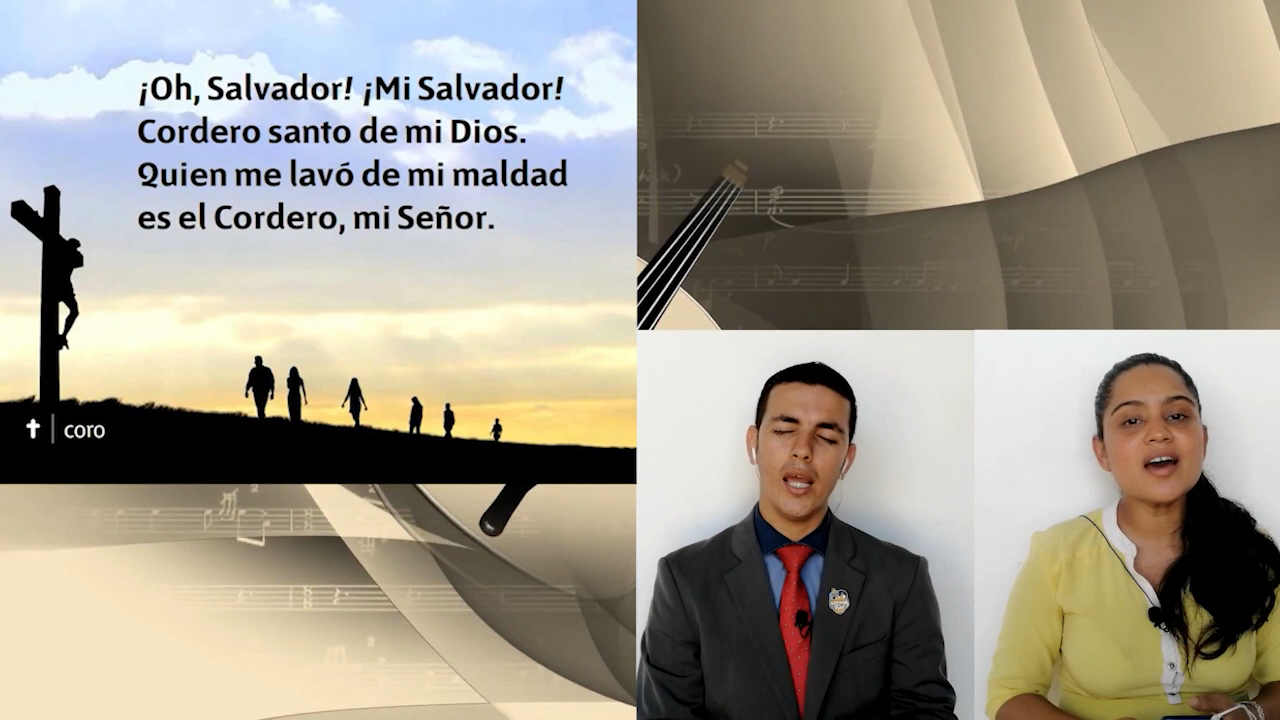 ¡Oh, Salvador! ¡Mi Salvador!
Cordero santo de mi Dios.
Quien me lavó de mi maldad
es el Cordero, mi Señor.
coro